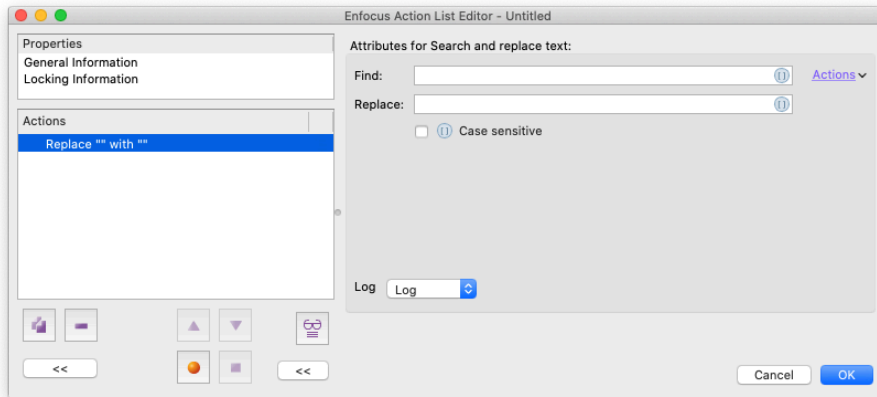 Enfocus Action List Editor - Untitled
Properties
General Information
Locking Information
Actions
Replace "" with ""
<<
<<
Attributes for Search and replace text:
Find:
Actions
Replace:
Case sensitive
Log
Log
Cancel
OK